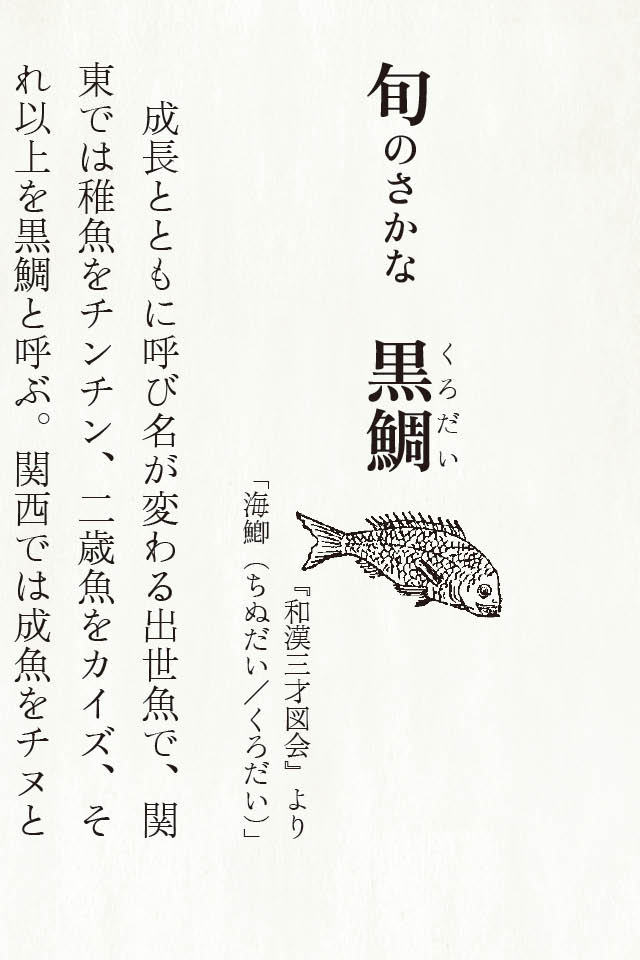 旬のさかな 黒鯛
くろだい
『和漢三才図会』より
「海鯽(ちぬだい/くろだい)」
成長とともに呼び名が変わる出世魚で、関
東では稚魚をチンチン、二歳魚をカイズ、そ
れ以上を黒鯛と呼ぶ。関西では成魚をチヌと